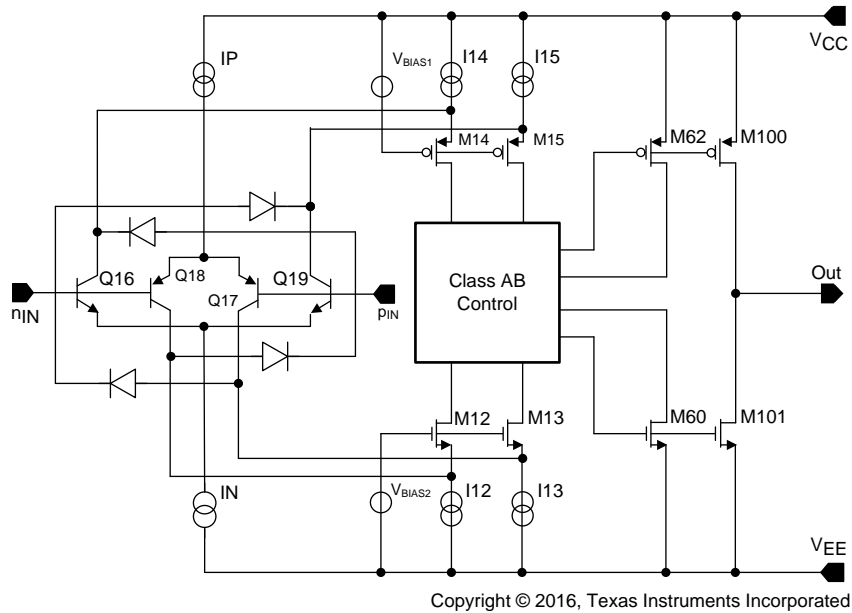 VCC
IP
VBIAS1
I14
I15
M14
M15
M62
M100
Q16
Q18
Q17
Q19
nIN
pIN
Class AB
Control
Out
M12
M13
M60
M101
IN
VBIAS2
I12
I13
VEE
Copyright © 2016, Texas Instruments Incorporated